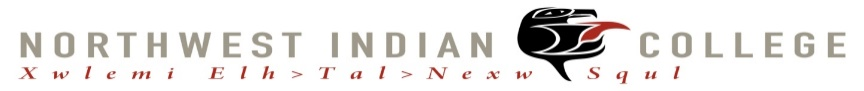 NORTHWEST INDIAN COLLEGE
Xwlemi Elh>Tal>Nexw Squl